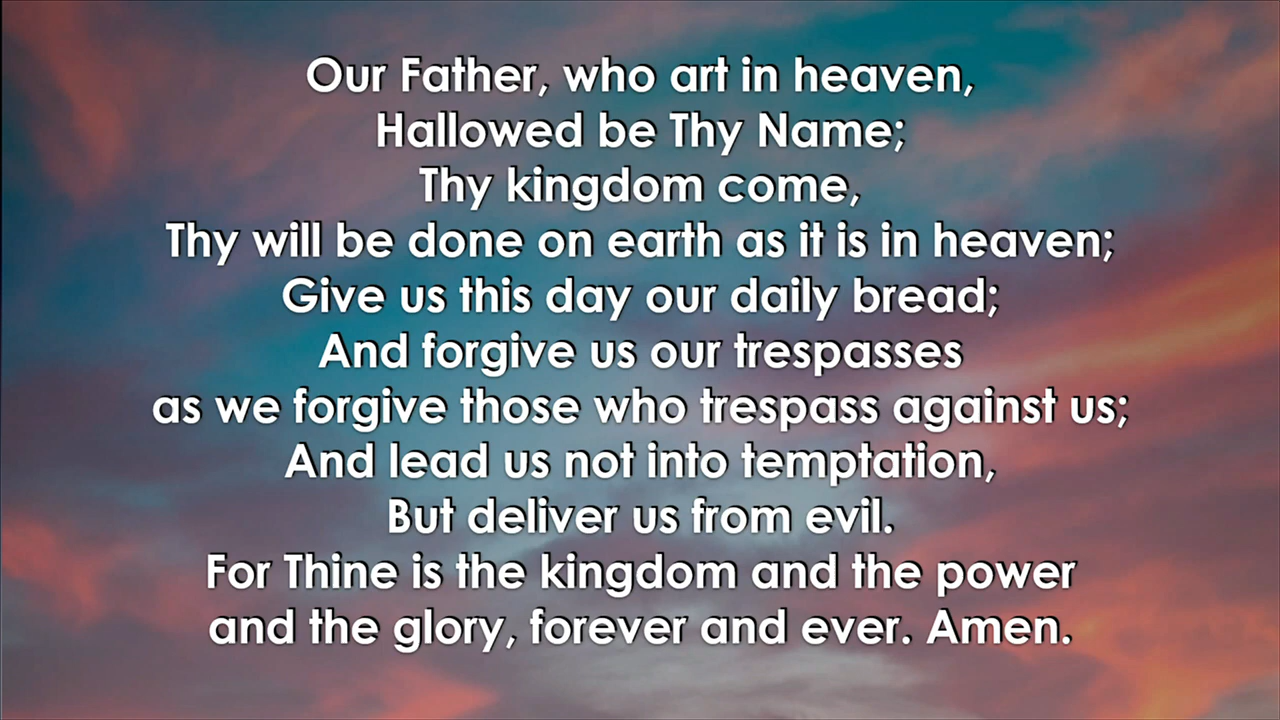 Our Father, who art in heaven,
Hallowed be Thy Name;
Thy kingdom come,
Thy will be done on earth as it is in heaven;
Give us this day our daily bread;
And forgive us our trespasses
as we forgive those who trespass against us;
And lead us not into temptation,
But deliver us from evil.
For Thine is the kingdom and the power
and the glory, forever and ever. Amen.